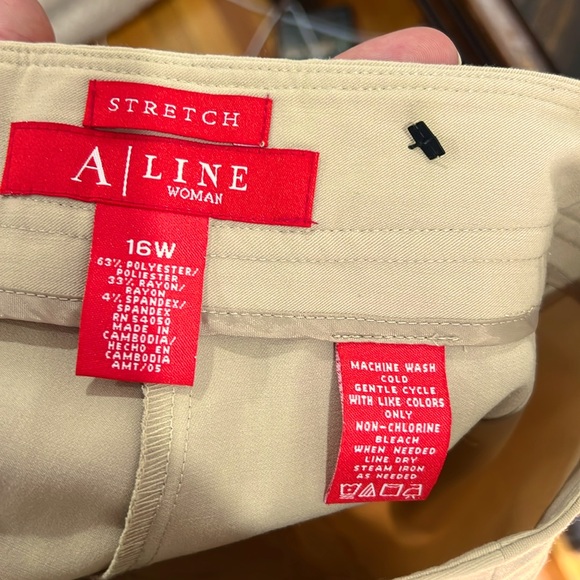 STRETCH
A|LINE
WOMAN
16W
63% POLYESTER/
POLIESTER
33% RAYON/
RAYON
4% SPANDEX/
SPANDEX
RN 54050
MADE IN
CAMBODIA/
HECHO EN
CAMBODIA
AMT/05
MACHINE WASH
COLD
GENTLE CYCLE
WITH LIKE COLORS
ONLY
NON-CHLORINE
BLEACH
WHEN NEEDED
LINE DRY
STEAM IRON
AS NEEDED